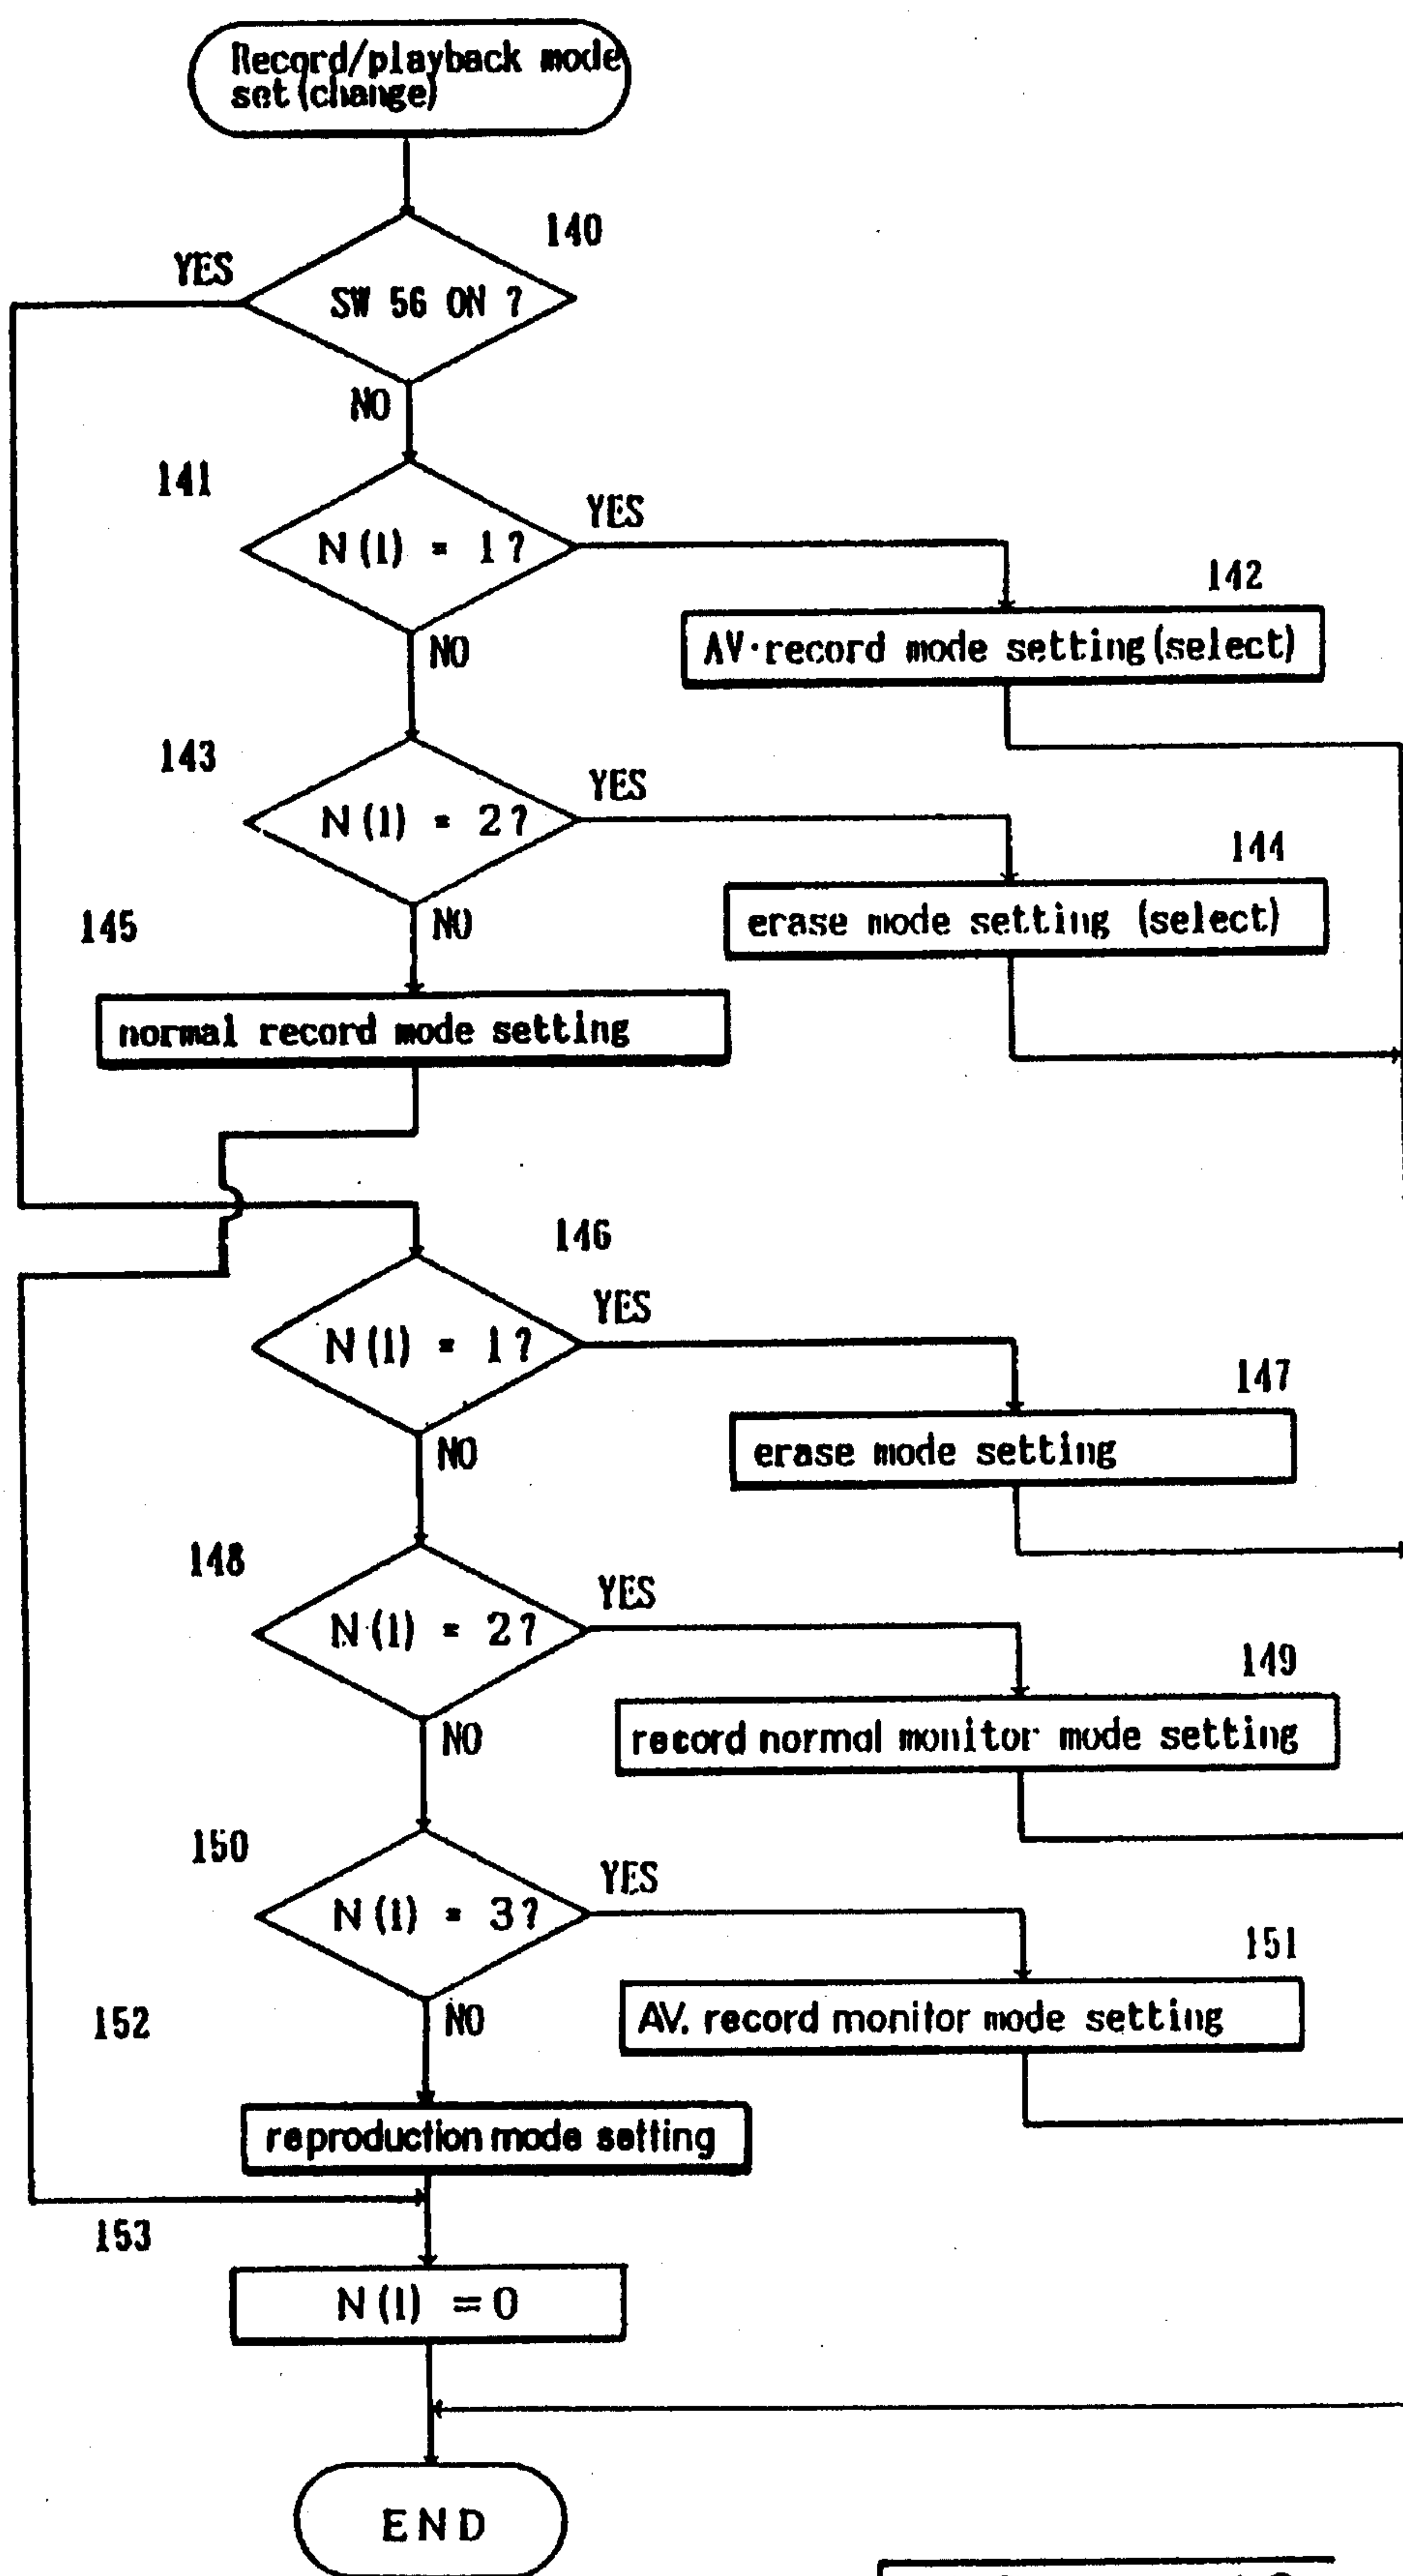 Record/playback mode
set (change)
140
YES
SW 56 ON ?
NO
141
N(1) = 1?
YES
142
AV·record mode setting (select)
NO
143
N(1) = 2?
YES
144
erase mode setting (select)
NO
145
normal record mode setting
146
N(1) = 1?
YES
147
erase mode setting
NO
148
N(1) = 2?
YES
149
record normal monitor mode setting
NO
150
N(1) = 3?
YES
151
AV. record monitor mode setting
NO
152
reproduction mode setting
153
N(1) = 0
END